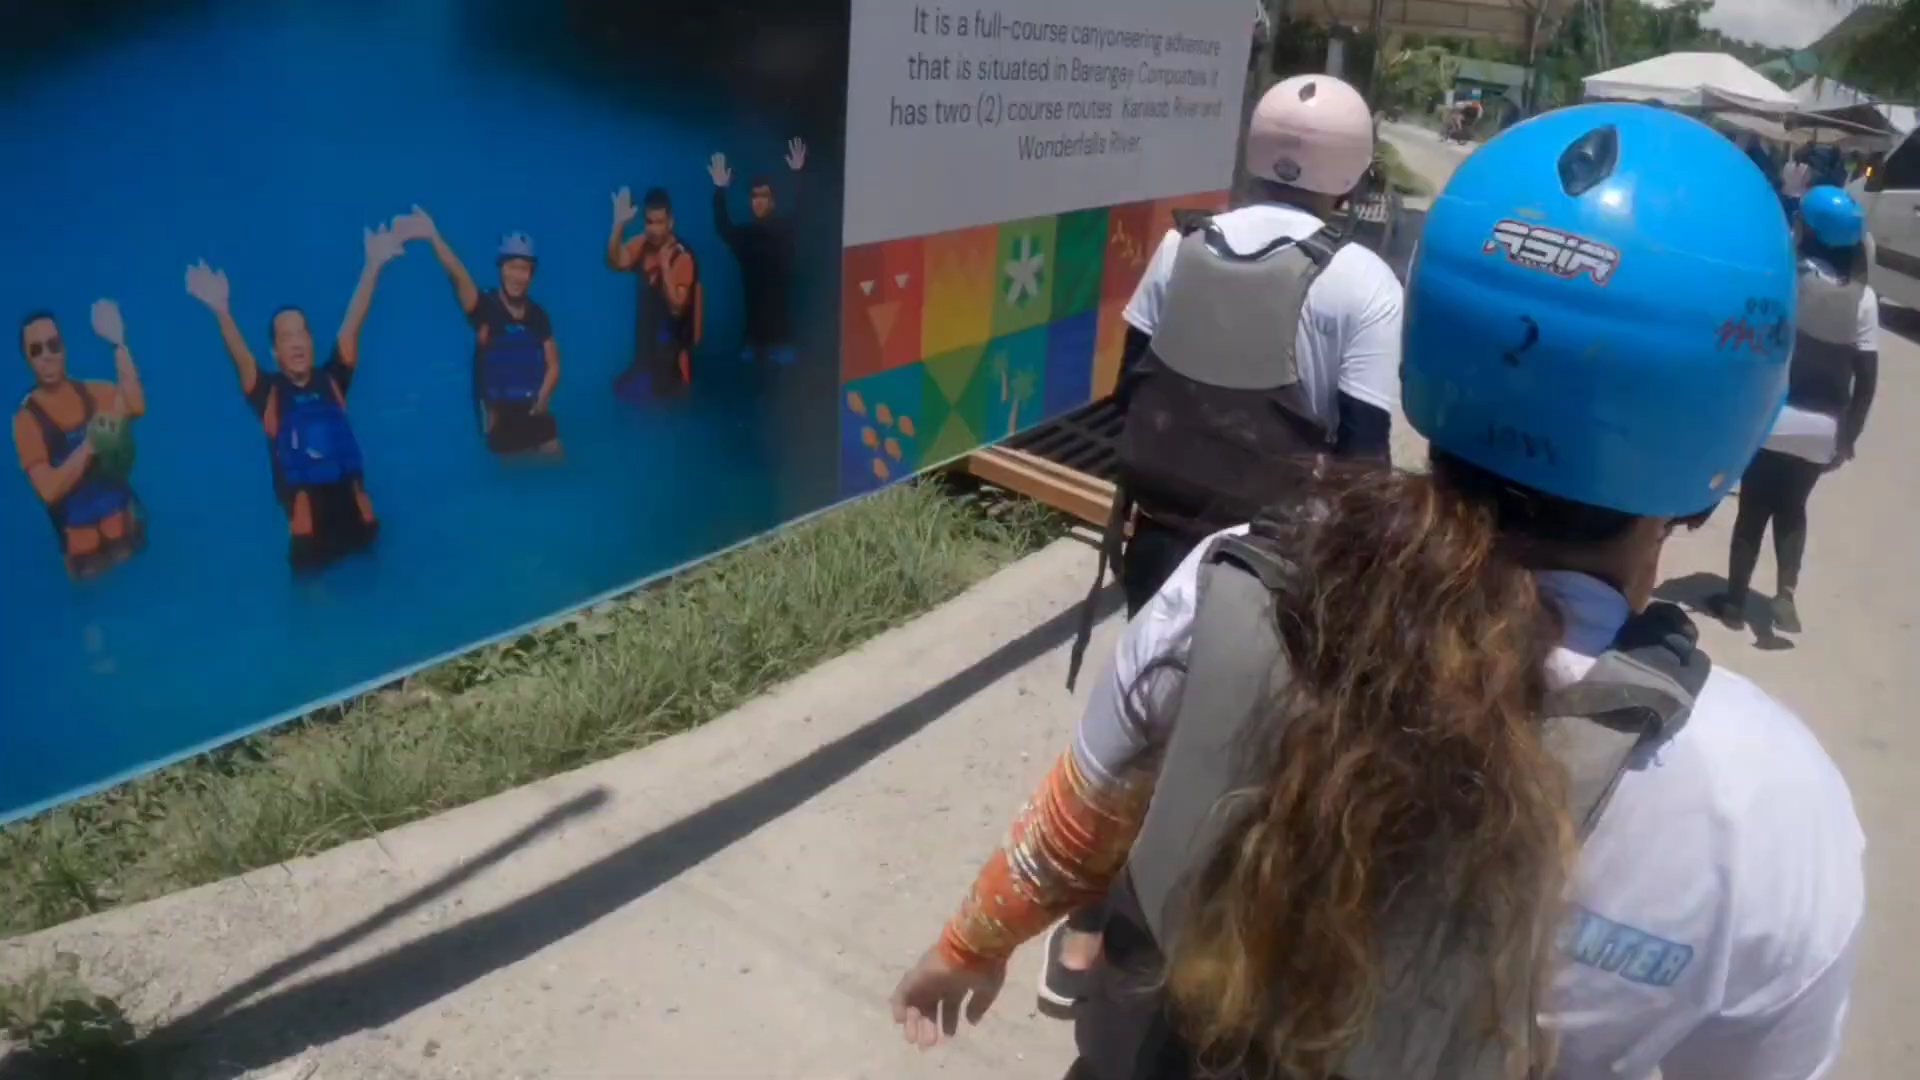 It is a full-course canyoneering adventure
that is situated in Barangay Compostela. It
has two (2) course routes: Kanlaob River and
Wonderfalls River.
ASIA
2
NTER